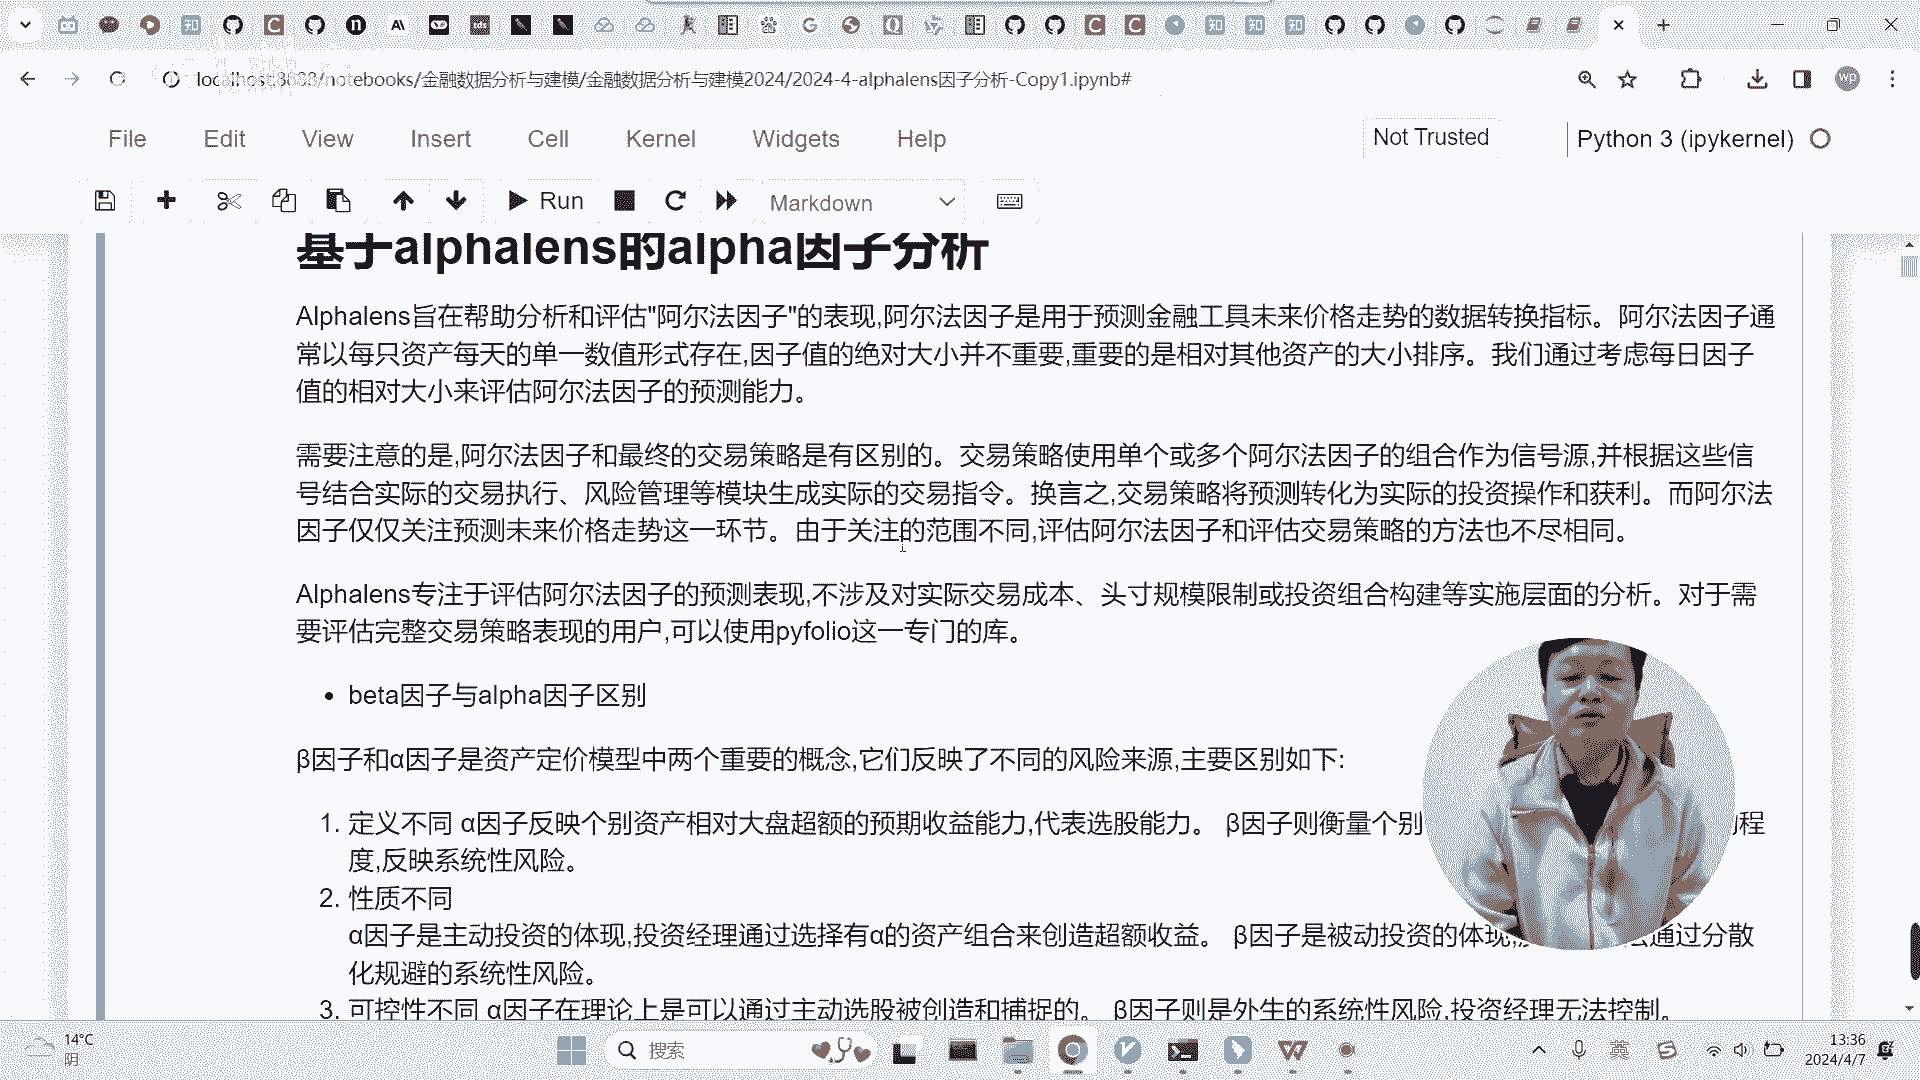 localhost:8888/notebooks/金融数据分析与建模/金融数据分析与建模2024/2024-4-alphalens因子分析-Copy1.ipynb#
wp
File Edit View Insert Cell Kernel Widgets Help
Not Trusted
Python 3 (ipykernel)
Run
Markdown
基于alphalens的alpha因子分析
Alphalens旨在帮助分析和评估"阿尔法因子"的表现,阿尔法因子是用于预测金融工具未来价格走势的数据转换指标。阿尔法因子通
常以每只资产每天的单一数值形式存在,因子值的绝对大小并不重要,重要的是相对其他资产的大小排序。我们通过考虑每日因子
值的相对大小来评估阿尔法因子的预测能力。
需要注意的是,阿尔法因子和最终的交易策略是有区别的。交易策略使用单个或多个阿尔法因子的组合作为信号源,并根据这些信
号结合实际的交易执行、风险管理等模块生成实际的交易指令。换言之,交易策略将预测转化为实际的投资操作和获利。而阿尔法
因子仅仅关注预测未来价格走势这一环节。由于关注的范围不同,评估阿尔法因子和评估交易策略的方法也不尽相同。
Alphalens专注于评估阿尔法因子的预测表现,不涉及对实际交易成本、头寸规模限制或投资组合构建等实施层面的分析。对于需
要评估完整交易策略表现的用户,可以使用pyfolio这一专门的库。
• beta因子与alpha因子区别
β因子和α因子是资产定价模型中两个重要的概念,它们反映了不同的风险来源,主要区别如下:
1. 定义不同 α因子反映个别资产相对大盘超额的预期收益能力,代表选股能力。 β因子则衡量个别 程
度,反映系统性风险。
2. 性质不同
α因子是主动投资的体现,投资经理通过选择有α的资产组合来创造超额收益。 β因子是被动投资的体现, 通过分散
化规避的系统性风险。
3. 可控性不同 α因子在理论上是可以通过主动选股被创造和捕捉的。 β因子则是外生的系统性风险,投资经理无法控制。
14°C
阴
搜索
英
13:36
2024/4/7